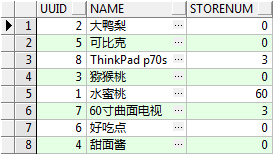 UUID NAME STORENUM
1 2 大鸭梨 ... 0
2 5 可比克 ... 0
3 8 ThinkPad p70s ... 3
4 3 猕猴桃 ... 0
5 1 水蜜桃 ... 60
6 7 60寸曲面电视 ... 3
7 6 好吃点 ... 0
8 4 甜面酱 ... 0